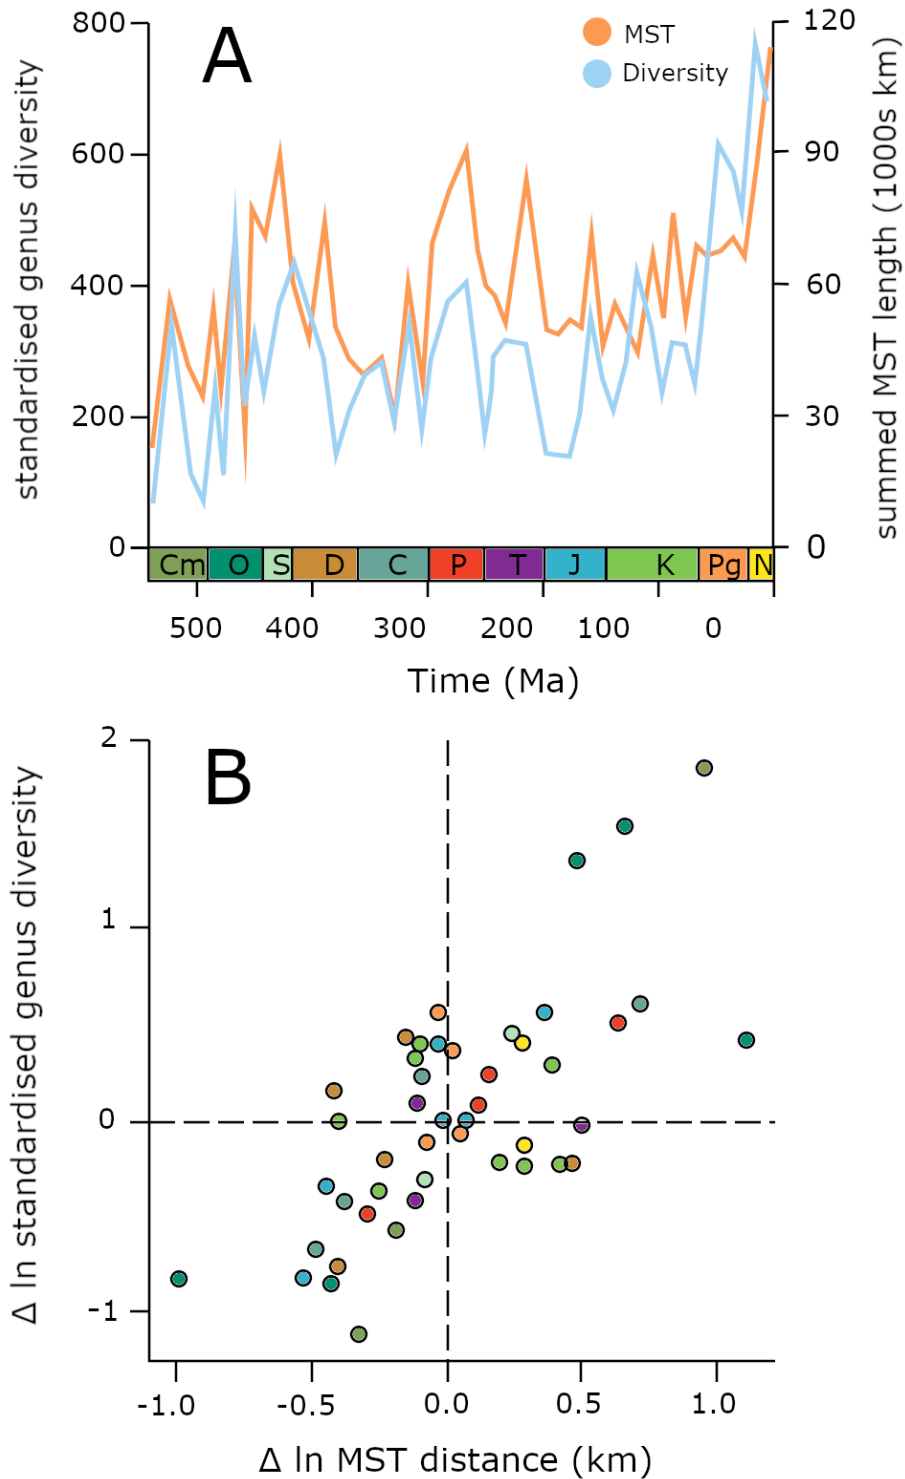 A
MST
Diversity
standardised genus diversity
summed MST length (1000s km)
800
600
400
200
0
120
90
60
30
0
Cm O S D C P T J K Pg N
500 400 300 200 100 0
Time (Ma)
B
Δ ln standardised genus diversity
2
1
0
-1
-1.0 -0.5 0.0 0.5 1.0
Δ ln MST distance (km)